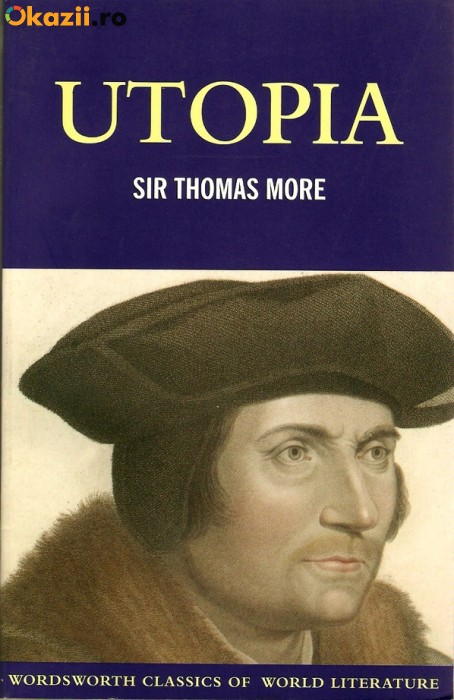 Okazii.ro
UTOPIA
SIR THOMAS MORE
WORDSWORTH CLASSICS OF WORLD LITERATURE